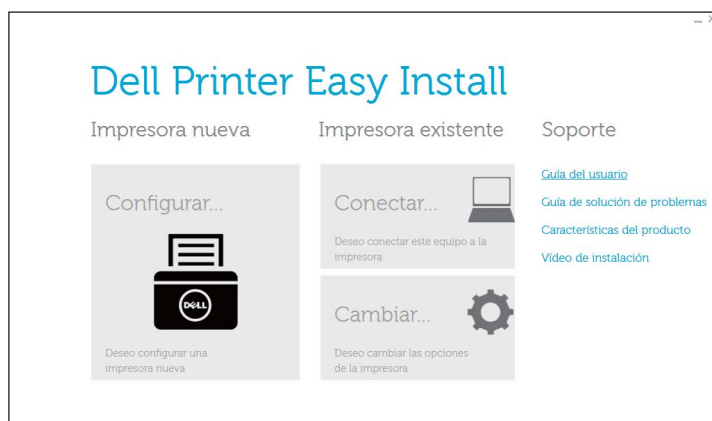 Dell Printer Easy Install
Impresora nueva
Configurar...
DELL
Deseo configurar una
impresora nueva
Impresora existente
Conectar...
Deseo conectar este equipo a la
impresora
Cambiar...
Deseo cambiar las opciones
de la impresora
Soporte
Guía del usuario
Guía de solución de problemas
Características del producto
Vídeo de instalación